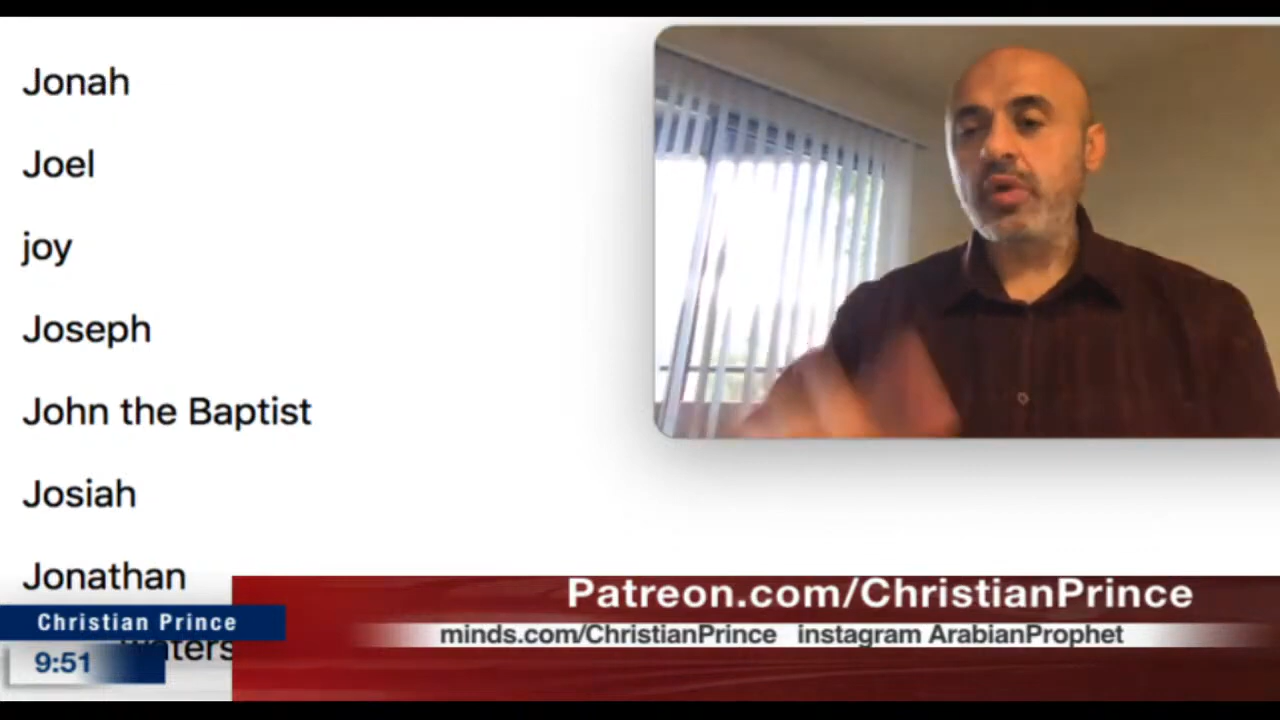 Jonah
Joel
joy
Joseph
John the Baptist
Josiah
Jonathan
Patreon.com/ChristianPrince
Christian Prince
minds.com/ChristianPrince instagram ArabianProphet
9:51